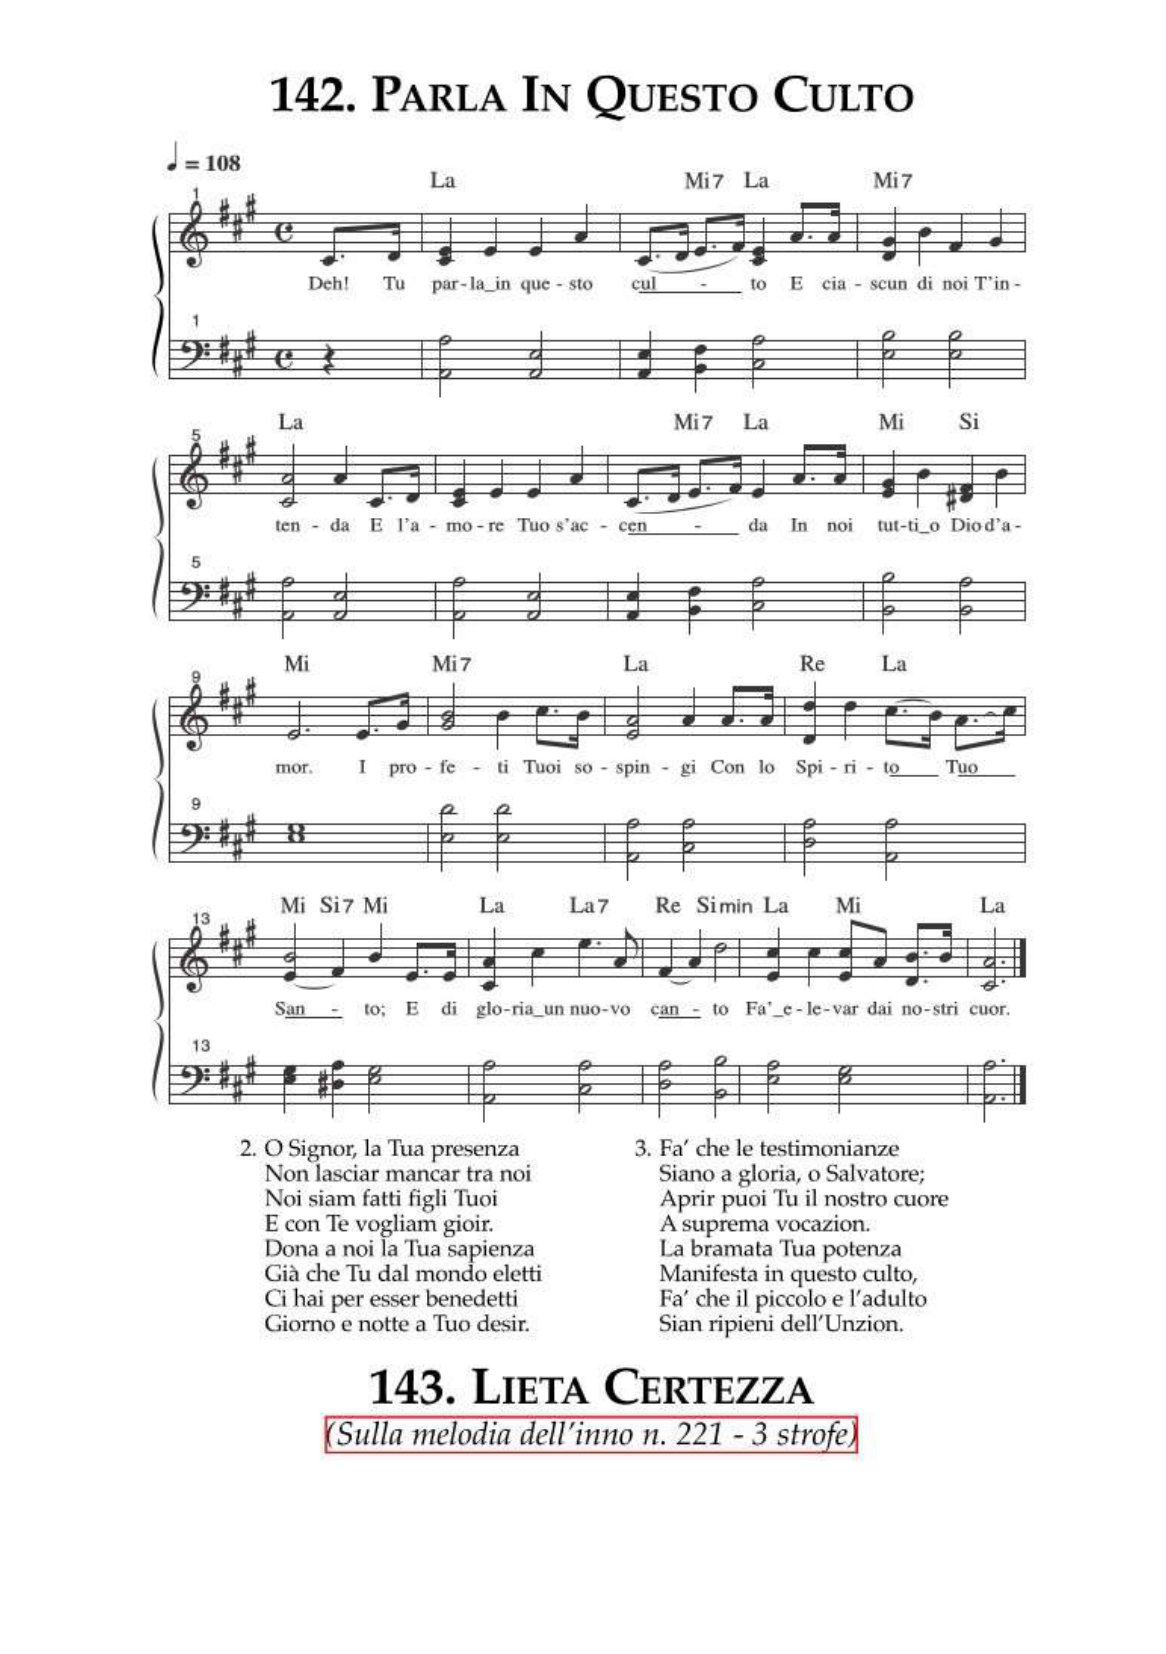 142. Parla In Questo Culto
♩ = 108
La Mi7 La Mi7
1
Deh! Tu par-la_in que-sto cul - to E cia-scun di noi T'in-
1
La Mi7 La Mi Si
5
ten-da E l'a-mo-re Tuo s'ac-cen - da In noi tut-ti_o Dio d'a-
5
Mi Mi7 La Re La
9
mor. I pro-fe-ti Tuoi so-spin-gi Con lo Spi-ri-to Tuo
9
Mi Si7 Mi La La7 Re Simin La Mi La
13
San - to; E di glo-ria_un nuo-vo can - to Fa'_e-le-var dai no-stri cuor.
13
2. O Signor, la Tua presenza
Non lasciar mancar tra noi
Noi siam fatti figli Tuoi
E con Te vogliam gioir.
Dona a noi la Tua sapienza
Già che Tu dal mondo eletti
Ci hai per esser benedetti
Giorno e notte a Tuo desir.
3. Fa' che le testimonianze
Siano a gloria, o Salvatore;
Aprir puoi Tu il nostro cuore
A suprema vocazion.
La bramata Tua potenza
Manifesta in questo culto,
Fa' che il piccolo e l'adulto
Sian ripieni dell'Unzion.
143. Lieta Certezza
(Sulla melodia dell'inno n. 221 - 3 strofe)